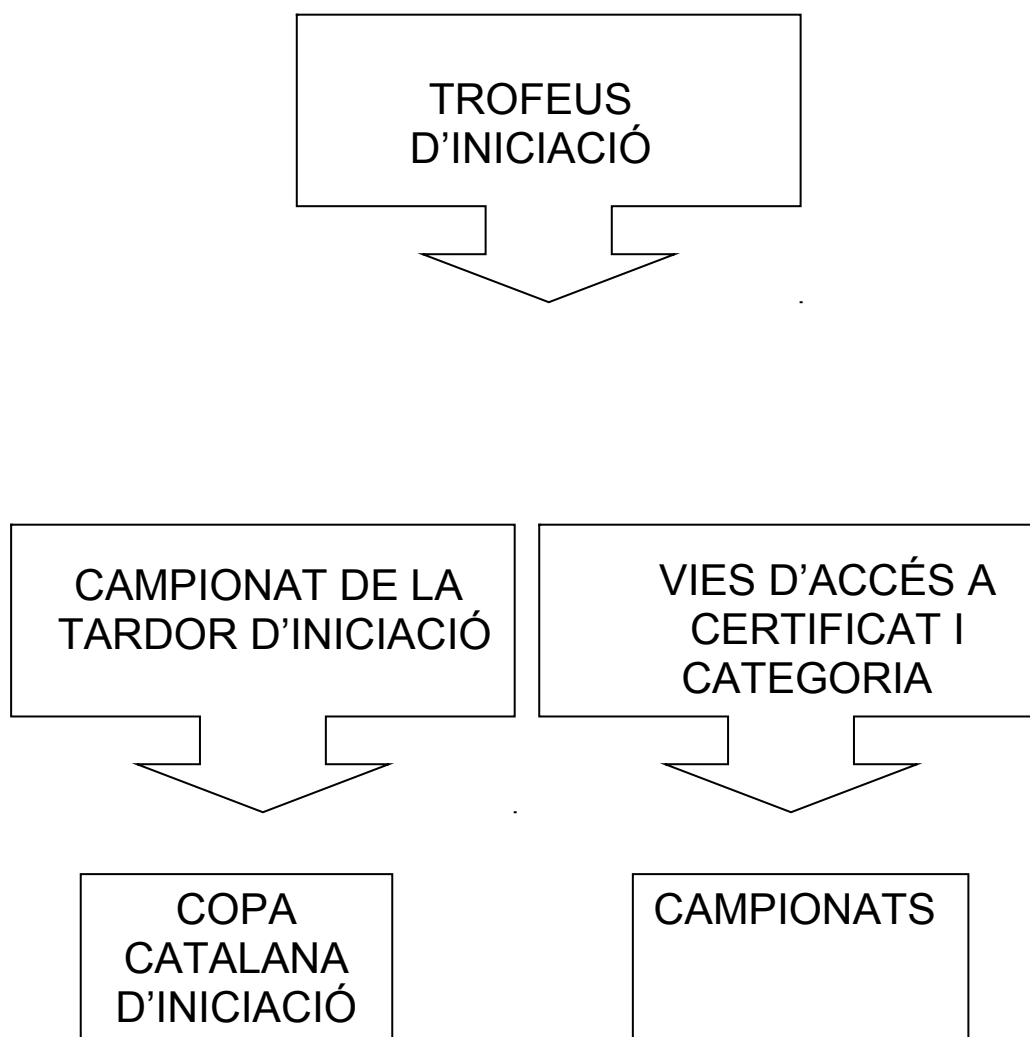 TROFEUS
D’INICIACIÓ
CAMPIONAT DE LA
TARDOR D’INICIACIÓ
VIES D’ACCÉS A
CERTIFICAT I
CATEGORIA
COPA
CATALANA
D’INICIACIÓ
CAMPIONATS